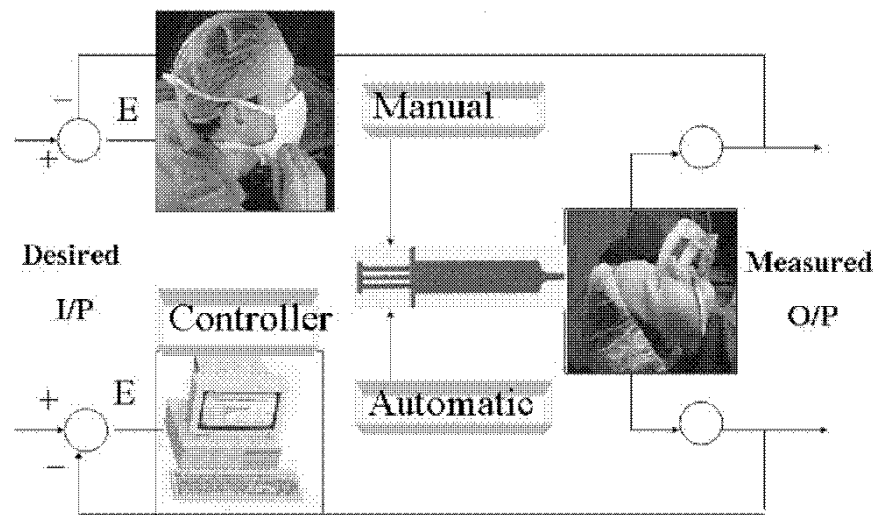 −
E
Manual
+
Desired
Measured
I/P
Controller
O/P
+
E
Automatic
−